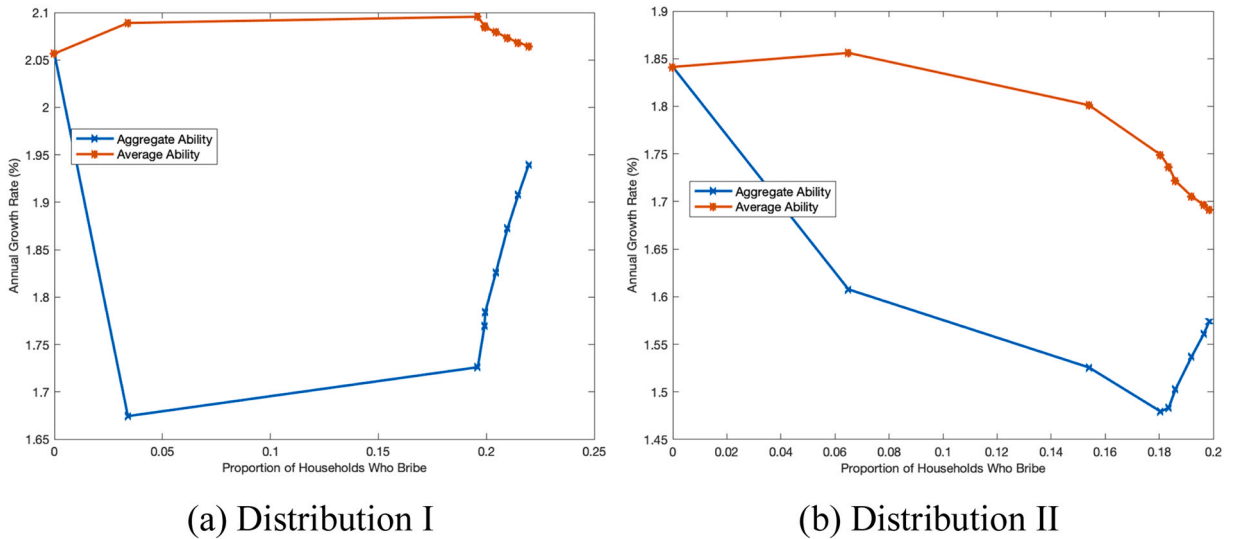 2.1
2.05
2
1.95
1.9
1.85
1.8
1.75
1.7
1.65
Annual Growth Rate (%)
Aggregate Ability
Average Ability
0 0.05 0.1 0.15 0.2 0.25
Proportion of Households Who Bribe
(a) Distribution I
1.9
1.85
1.8
1.75
1.7
1.65
1.6
1.55
1.5
1.45
Annual Growth Rate (%)
Aggregate Ability
Average Ability
0 0.02 0.04 0.06 0.08 0.1 0.12 0.14 0.16 0.18 0.2
Proportion of Households Who Bribe
(b) Distribution II